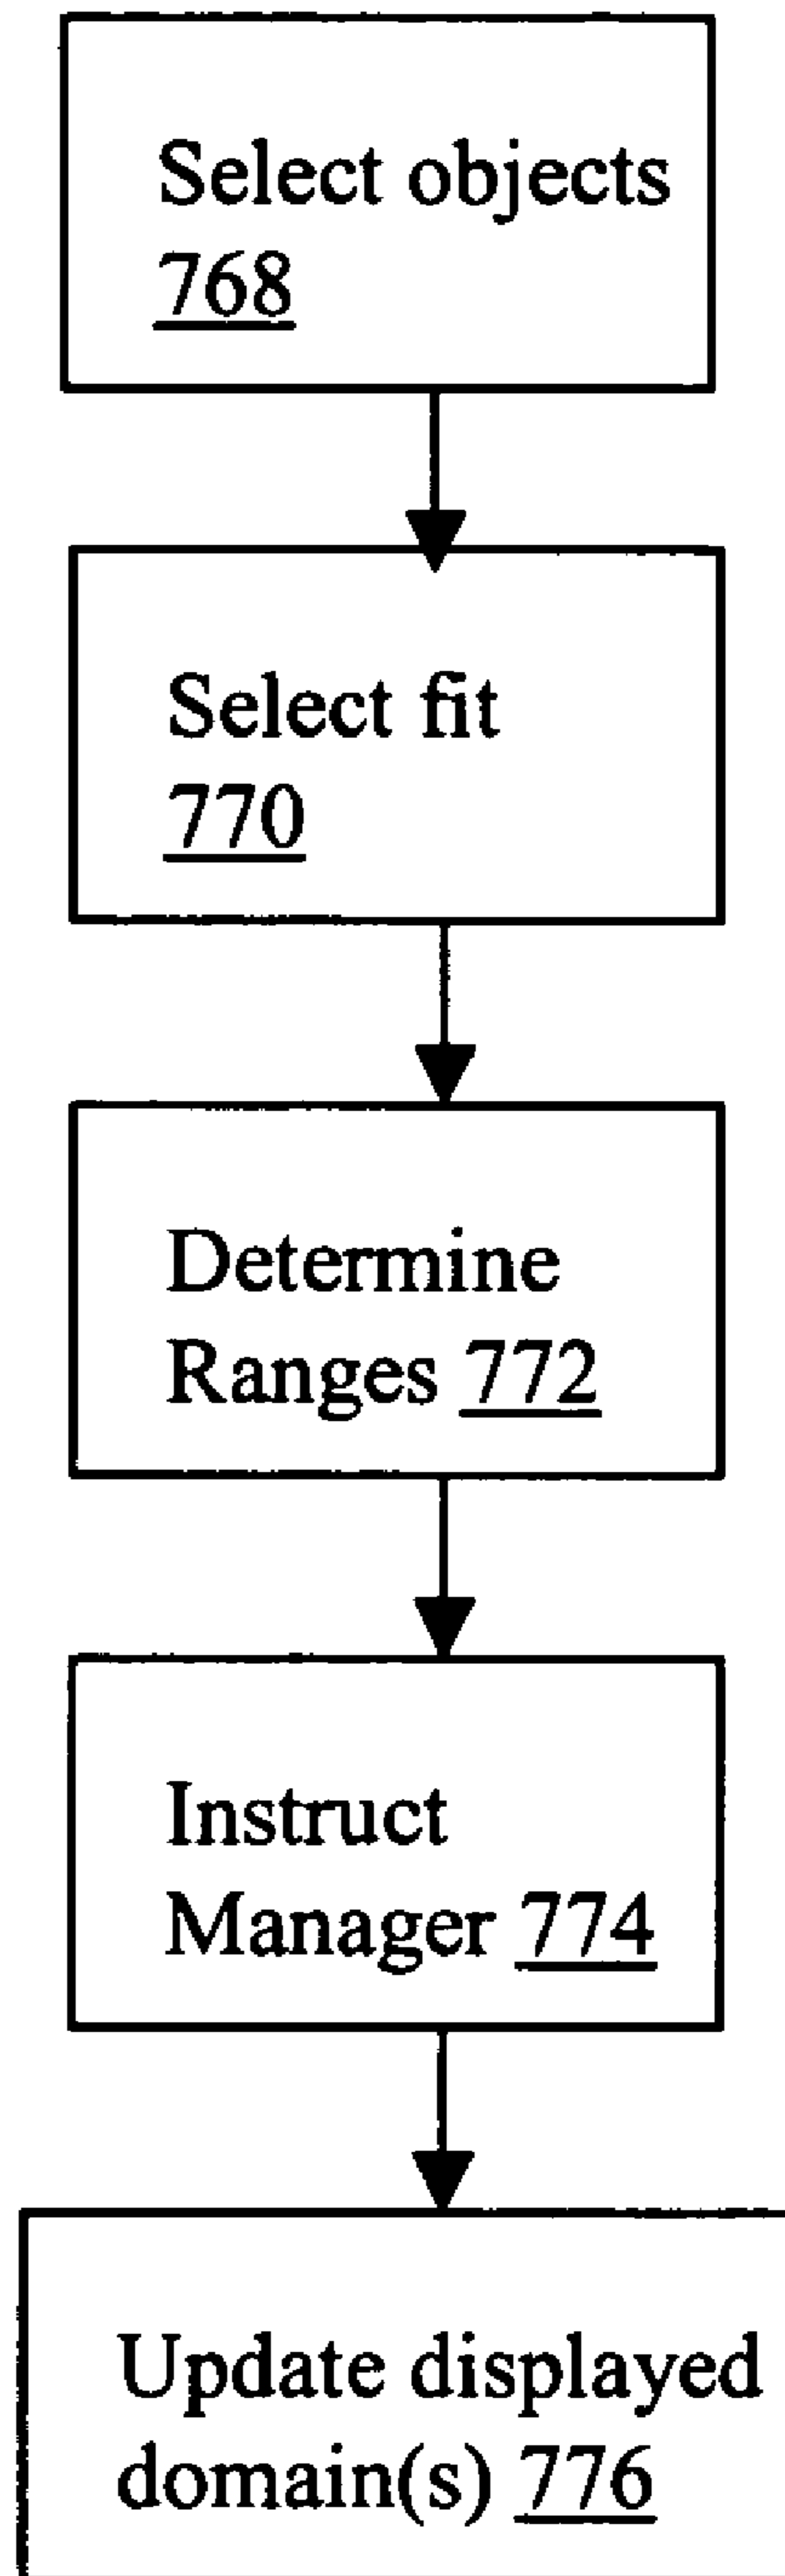 Select objects
768
Select fit
770
Determine
Ranges 772
Instruct
Manager 774
Update displayed
domain(s) 776